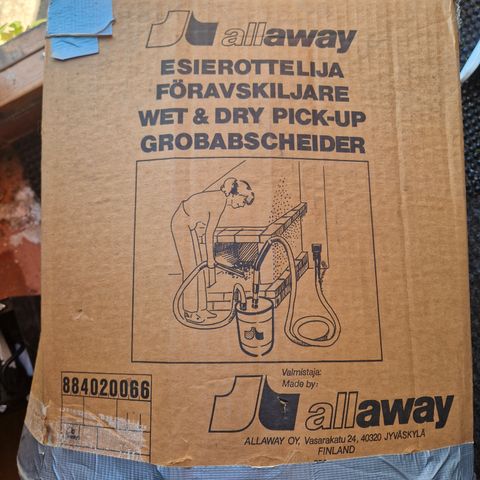 allaway
ESIEROTTELIJA
FÖRAVSKILJARE
WET & DRY PICK-UP
GROBABSCHEIDER
Valmistaja:
Made by:
884020066
allaway
ALLAWAY OY, Vasarakatu 24, 40320 JYVÄSKYLÄ
FINLAND